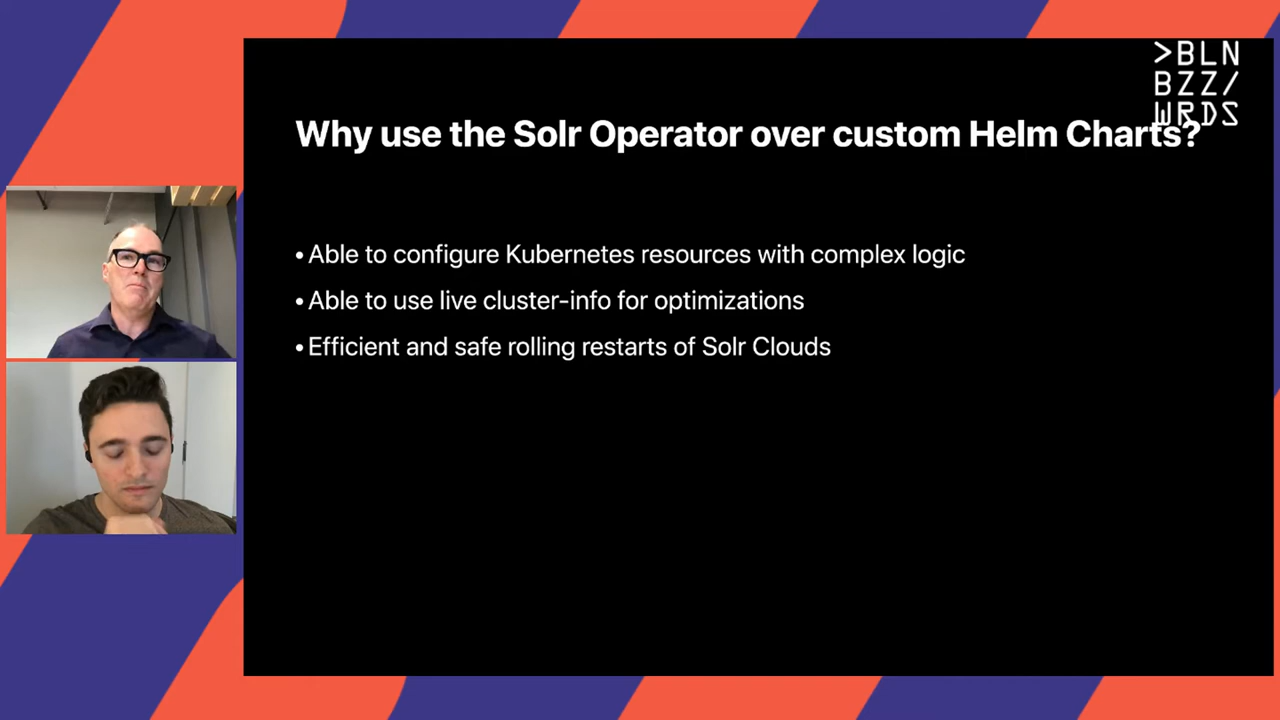 >BLN
BZZ/
WRDS
Why use the Solr Operator over custom Helm Charts?
• Able to configure Kubernetes resources with complex logic
• Able to use live cluster-info for optimizations
• Efficient and safe rolling restarts of Solr Clouds